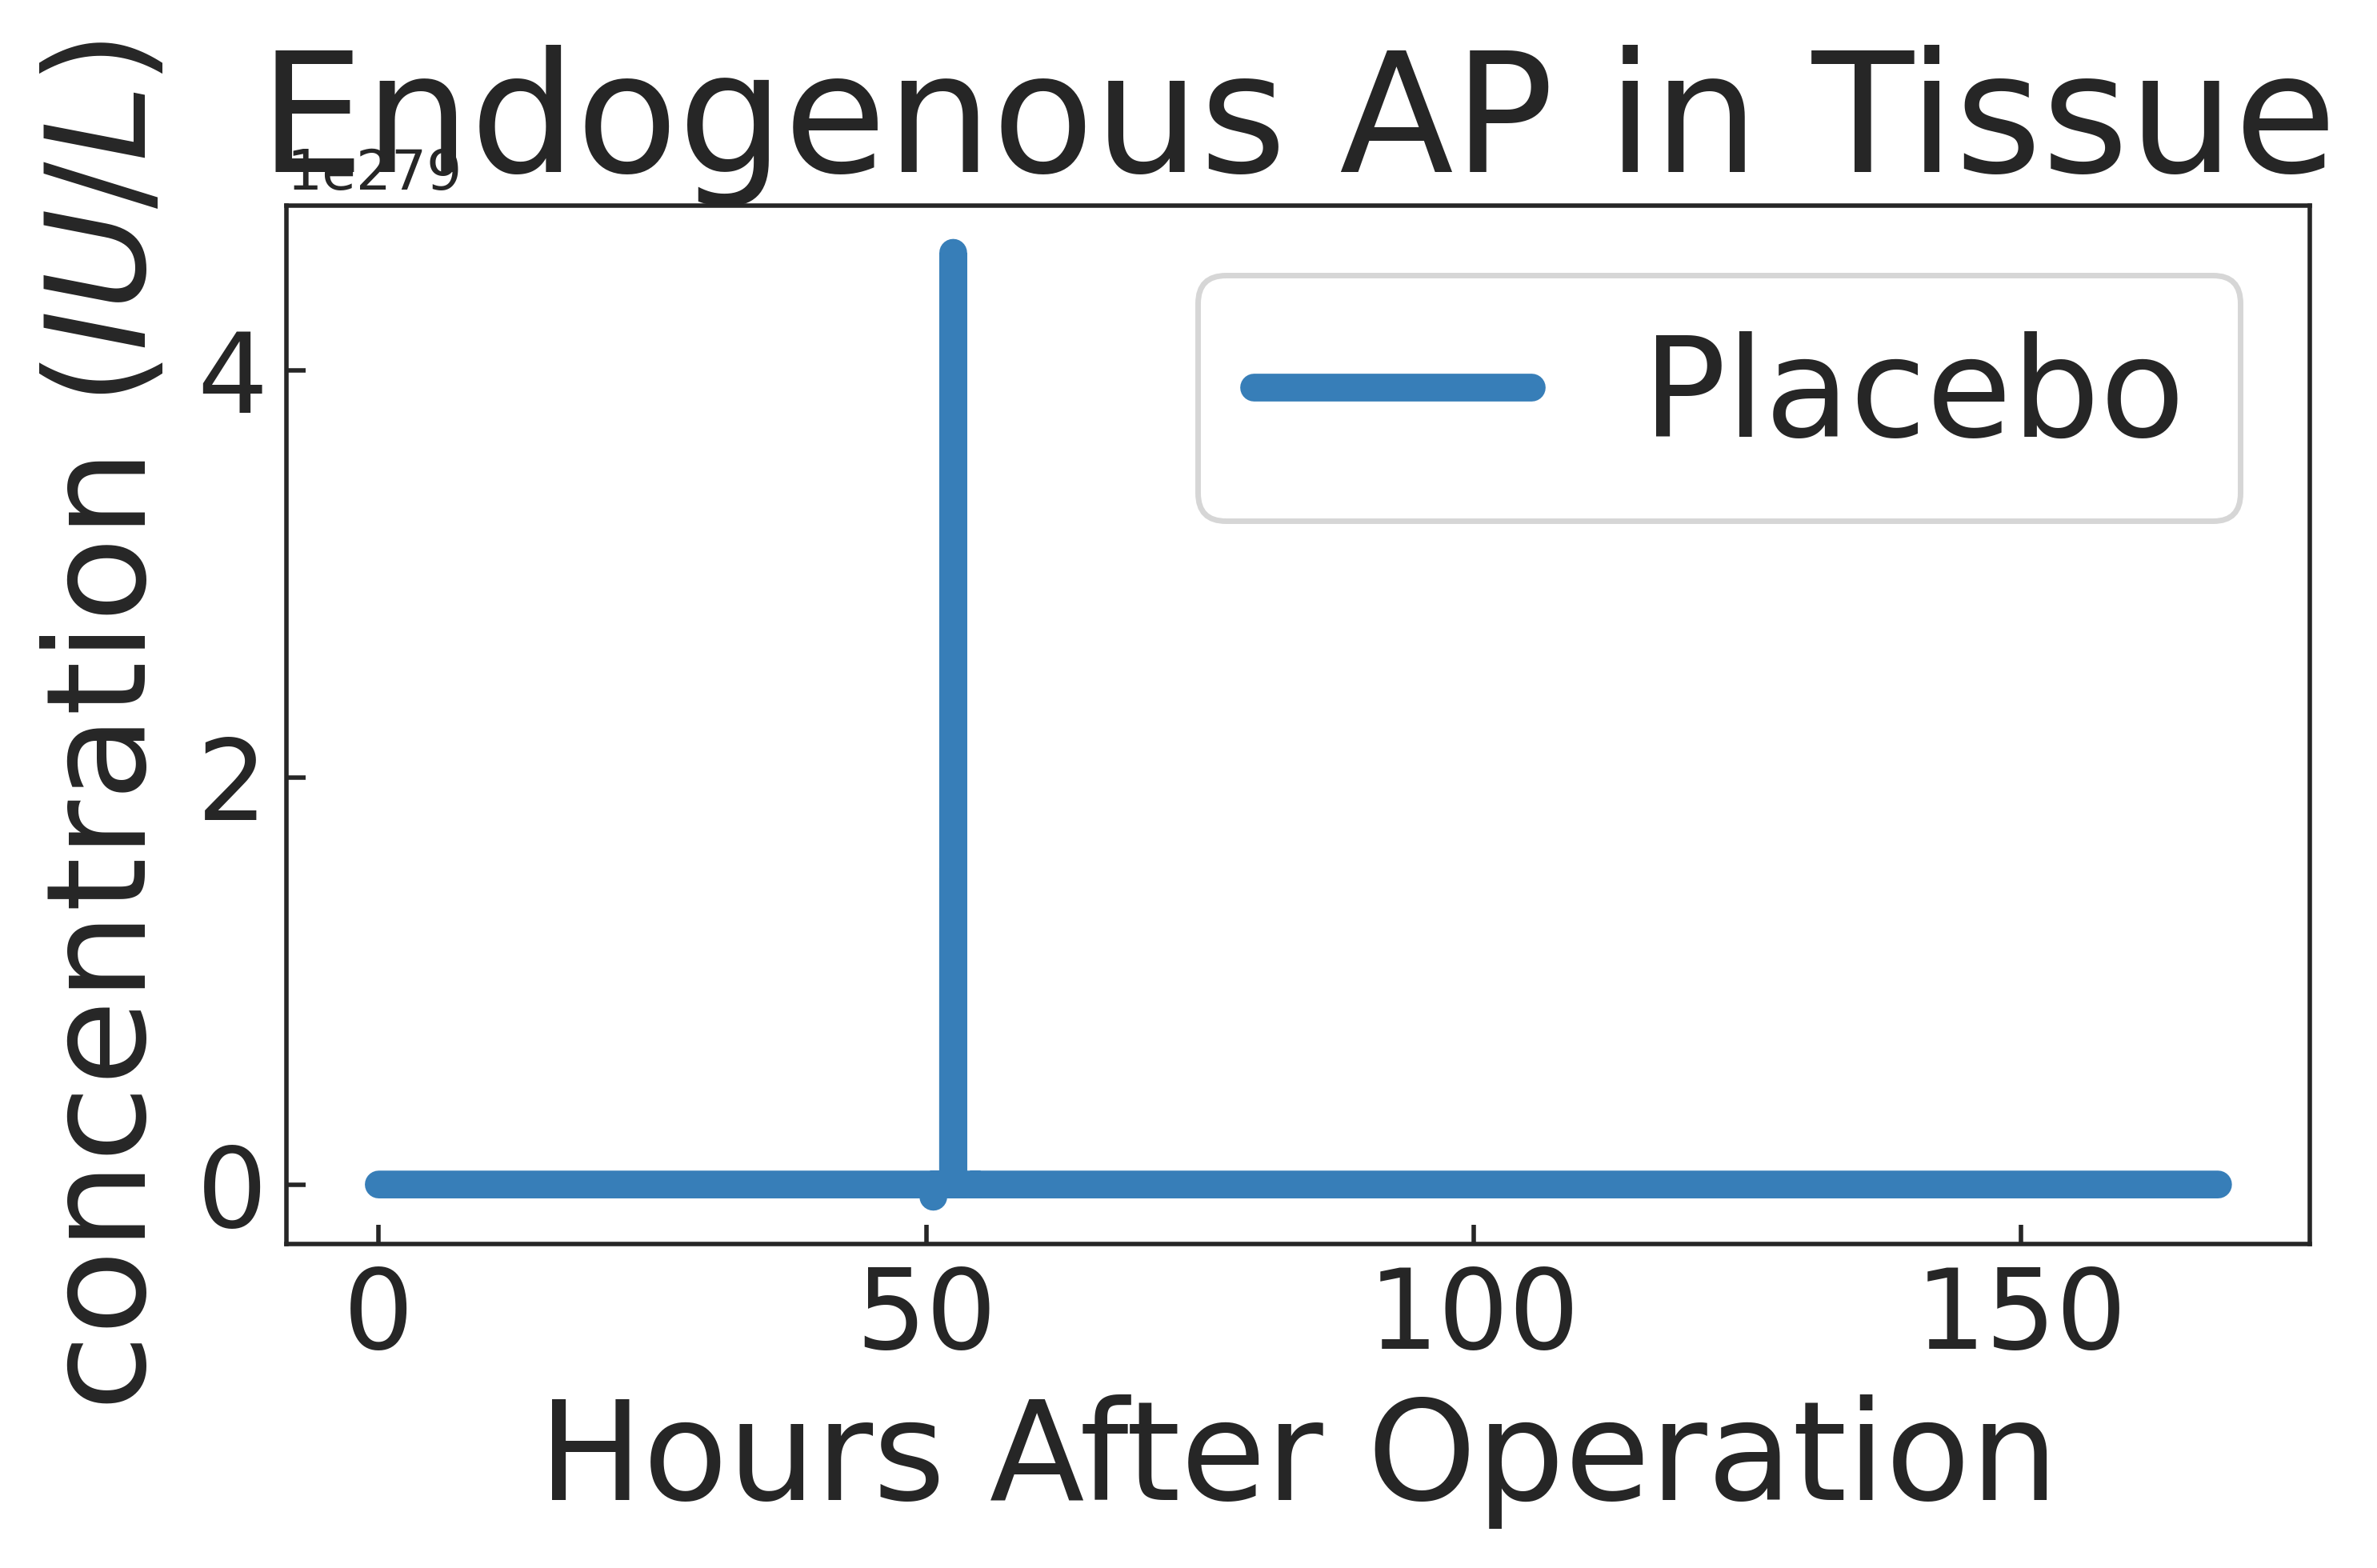 Endogenous AP in Tissue
1e279
concentration (IU/L)
4
2
0
Placebo
0 50 100 150
Hours After Operation